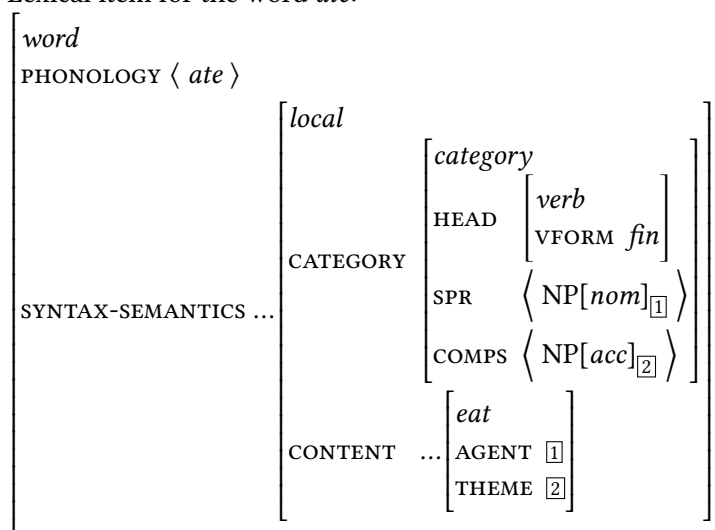 Lexical item for the word ate.
word
PHONOLOGY ⟨ ate ⟩
local
category
HEAD
verb
VFORM fin
CATEGORY
SYNTAX-SEMANTICS ...
SPR ⟨ NP[nom]1 ⟩
COMPS ⟨ NP[acc]2 ⟩
eat
CONTENT ... AGENT 1
THEME 2